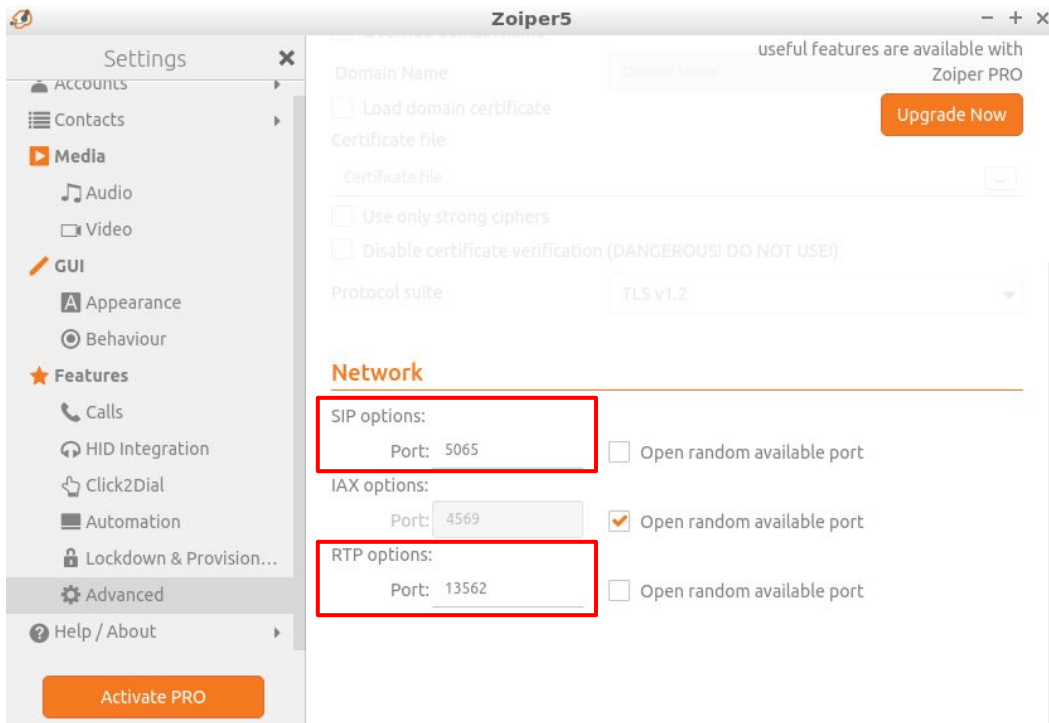 Zoiper5
Settings
Accounts
Contacts
Media
Audio
Video
GUI
Appearance
Behaviour
Features
Calls
HID Integration
Click2Dial
Automation
Lockdown & Provision...
Advanced
Help / About
Activate PRO
useful features are available with
Zoiper PRO
Upgrade Now
Override domain name
Domain Name Domain Name
Load domain certificate
Certificate file
Certificate file ...
Use only strong ciphers
Disable certificate verification (DANGEROUS! DO NOT USE!)
Protocol suite TLS v1.2
Network
SIP options:
Port: 5065 Open random available port
IAX options:
Port: 4569 Open random available port
RTP options:
Port: 13562 Open random available port